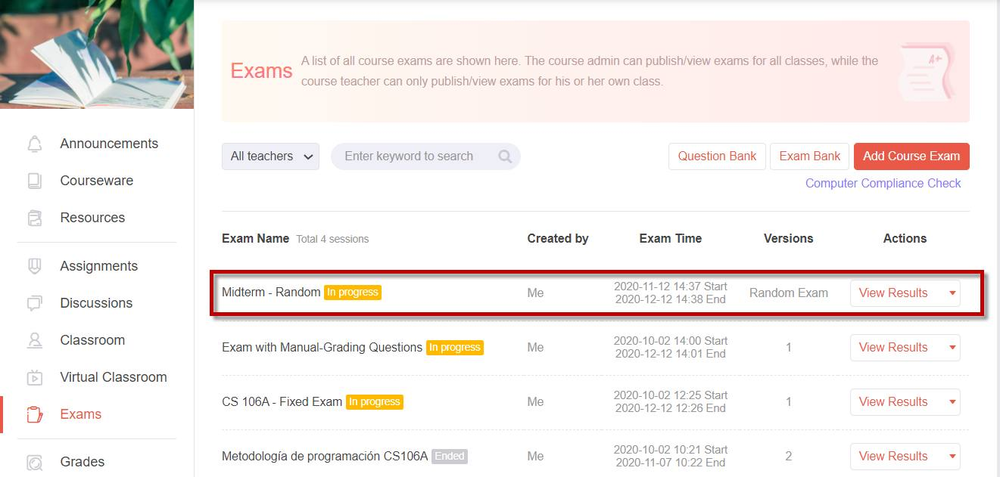 Exams
A list of all course exams are shown here. The course admin can publish/view exams for all classes, while the
course teacher can only publish/view exams for his or her own class.
A+
Announcements
Courseware
Resources
Assignments
Discussions
Classroom
Virtual Classroom
Exams
Grades
All teachers
Enter keyword to search
Question Bank
Exam Bank
Add Course Exam
Computer Compliance Check
Exam Name Total 4 sessions Created by Exam Time Versions Actions
Midterm - Random In progress Me 2020-11-12 14:37 Start Random Exam View Results
2020-12-12 14:38 End
Exam with Manual-Grading Questions In progress Me 2020-10-02 14:00 Start 1 View Results
2020-12-12 14:01 End
CS 106A - Fixed Exam In progress Me 2020-10-02 12:25 Start 1 View Results
2020-12-12 12:26 End
Metodología de programación CS106A Ended Me 2020-10-02 10:21 Start 2 View Results
2020-11-07 10:22 End